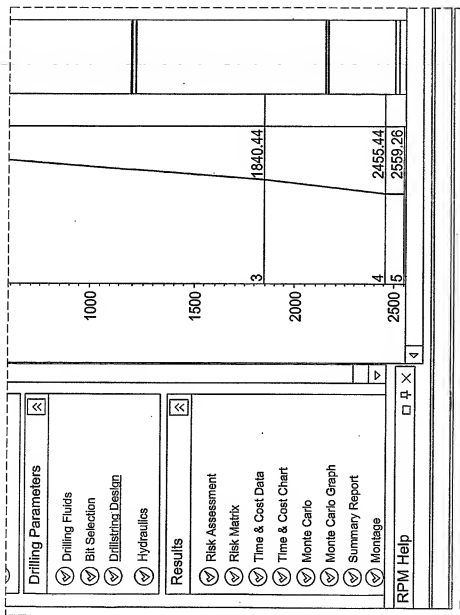 Drilling Parameters
Drilling Fluids
Bit Selection
Drillstring Design
Hydraulics
Results
Risk Assessment
Risk Matrix
Time & Cost Data
Time & Cost Chart
Monte Carlo
Monte Carlo Graph
Summary Report
Montage
RPM Help
1000
1500
2000
2500
3 1840.44
4 2455.44
5 2559.26